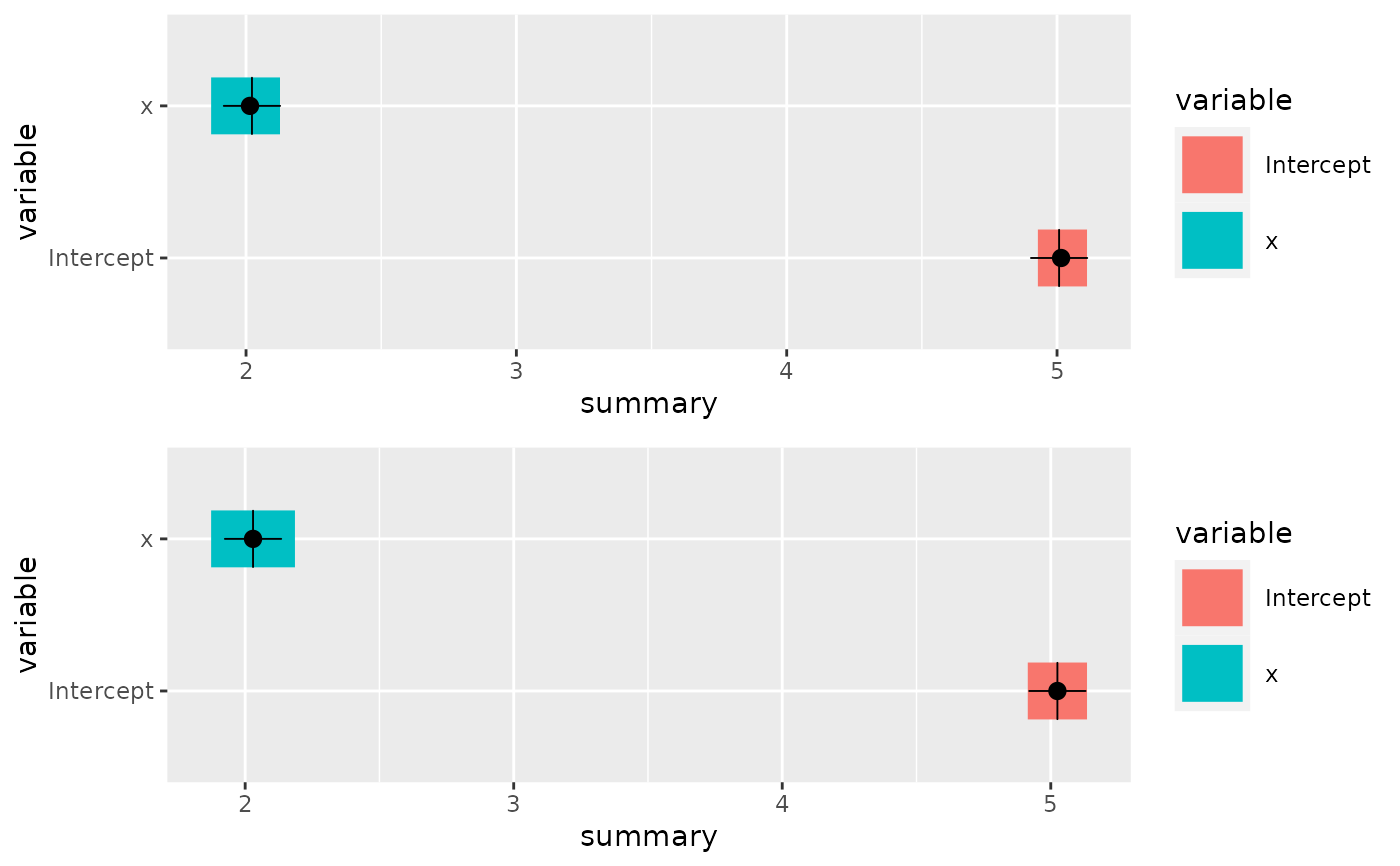 variable
x
Intercept
2 3 4 5
summary
variable
Intercept
x
variable
x
Intercept
2 3 4 5
summary
variable
Intercept
x